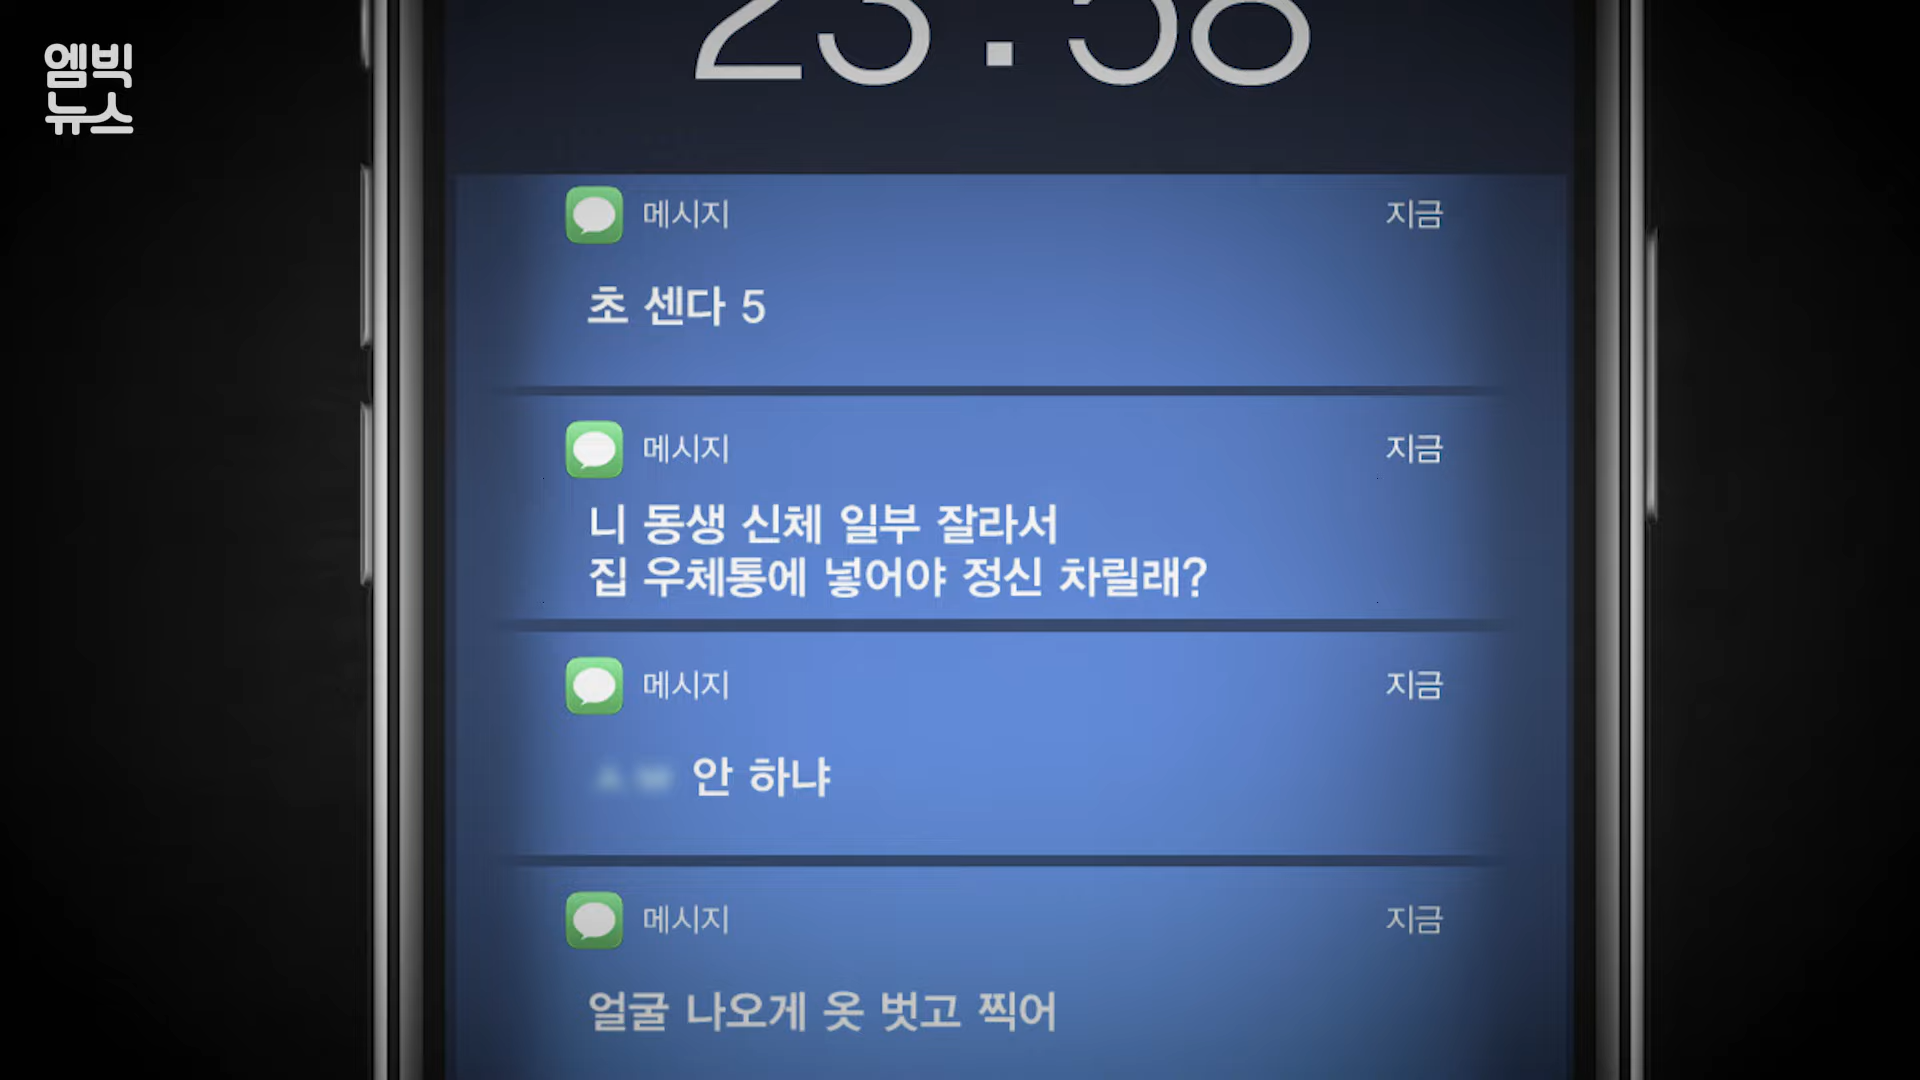 엠빅
뉴스
23:58
메시지
지금
초 센다 5
메시지
지금
니 동생 신체 일부 잘라서
집 우체통에 넣어야 정신 차릴래?
메시지
지금
안 하냐
메시지
지금
얼굴 나오게 옷 벗고 찍어